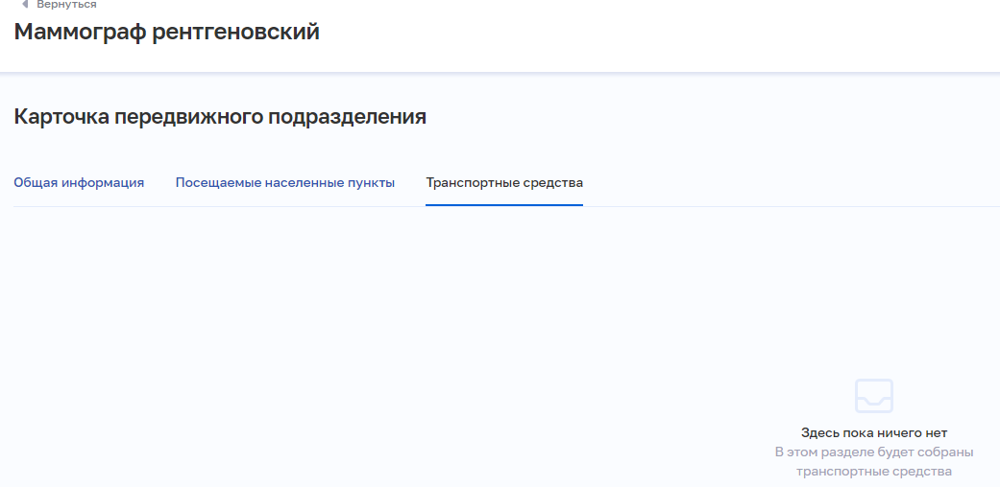 Вернуться
Маммограф рентгеновский
Карточка передвижного подразделения
Общая информация Посещаемые населенные пункты Транспортные средства
Здесь пока ничего нет
В этом разделе будет собраны
транспортные средства